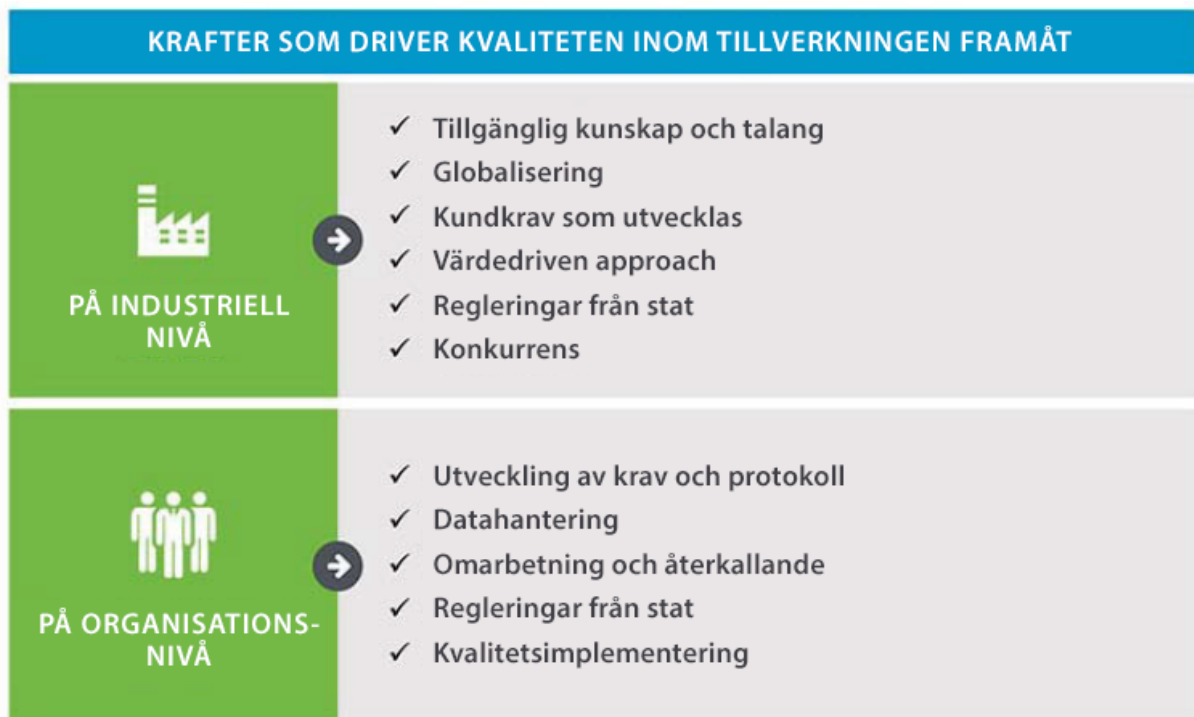 KRAFTER SOM DRIVER KVALITETEN INOM TILLVERKNINGEN FRAMÅT
PÅ INDUSTRIELL
NIVÅ
✓ Tillgänglig kunskap och talang
✓ Globalisering
✓ Kundkrav som utvecklas
✓ Värdedriven approach
✓ Regleringar från stat
✓ Konkurrens
PÅ ORGANISATIONS-
NIVÅ
✓ Utveckling av krav och protokoll
✓ Datahantering
✓ Omarbetning och återkallande
✓ Regleringar från stat
✓ Kvalitetsimplementering